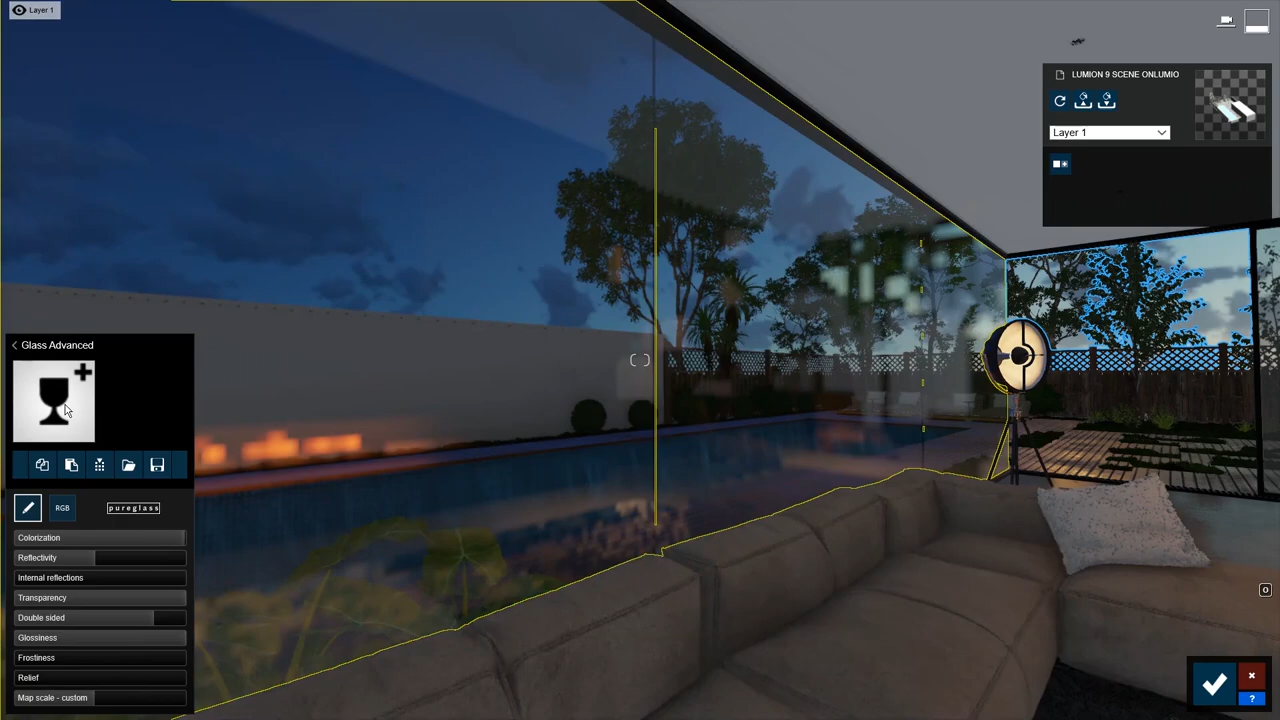 Layer 1
LUMION 9 SCENE ONLUMIO
Layer 1
Glass Advanced
RGB
pureglass
Colorization
Reflectivity
Internal reflections
Transparency
Double sided
Glossiness
Frostiness
Relief
Map scale - custom
O
?